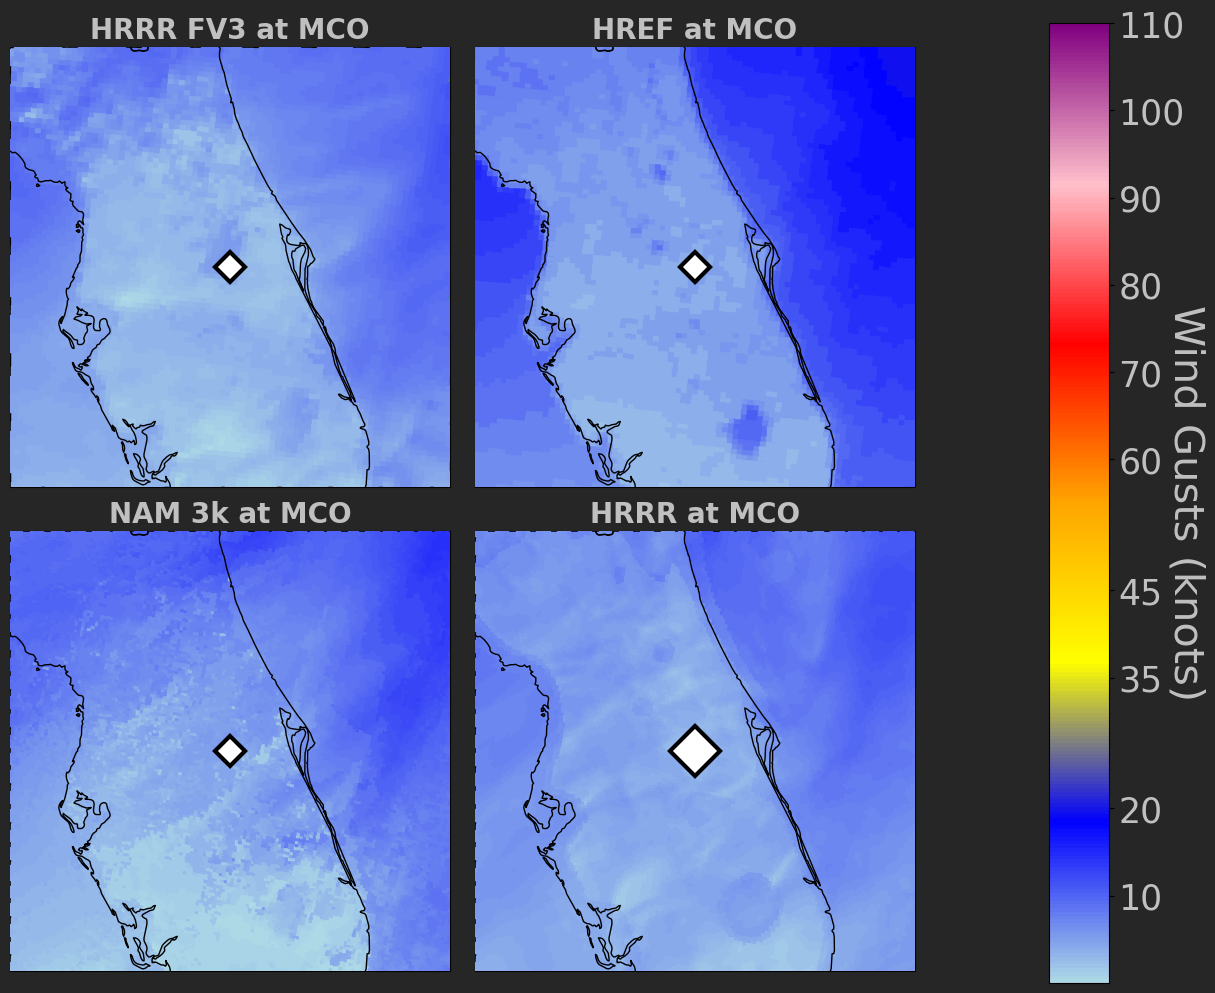 HRRR FV3 at MCO
HREF at MCO
NAM 3k at MCO
HRRR at MCO
110
100
90
80
70
60
45
35
20
10
Wind Gusts (knots)